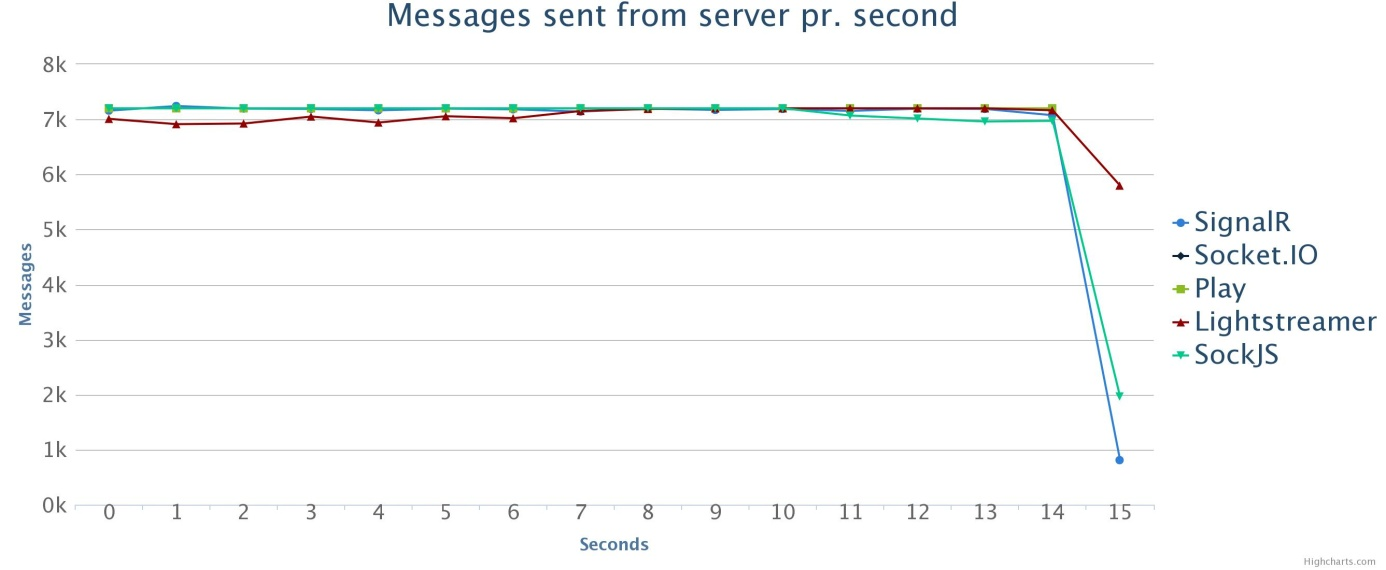 Messages sent from server pr. second
8k
7k
6k
5k
4k
3k
2k
1k
0k
Messages
0 1 2 3 4 5 6 7 8 9 10 11 12 13 14 15
Seconds
SignalR
Socket.IO
Play
Lightstreamer
SockJS
Highcharts.com